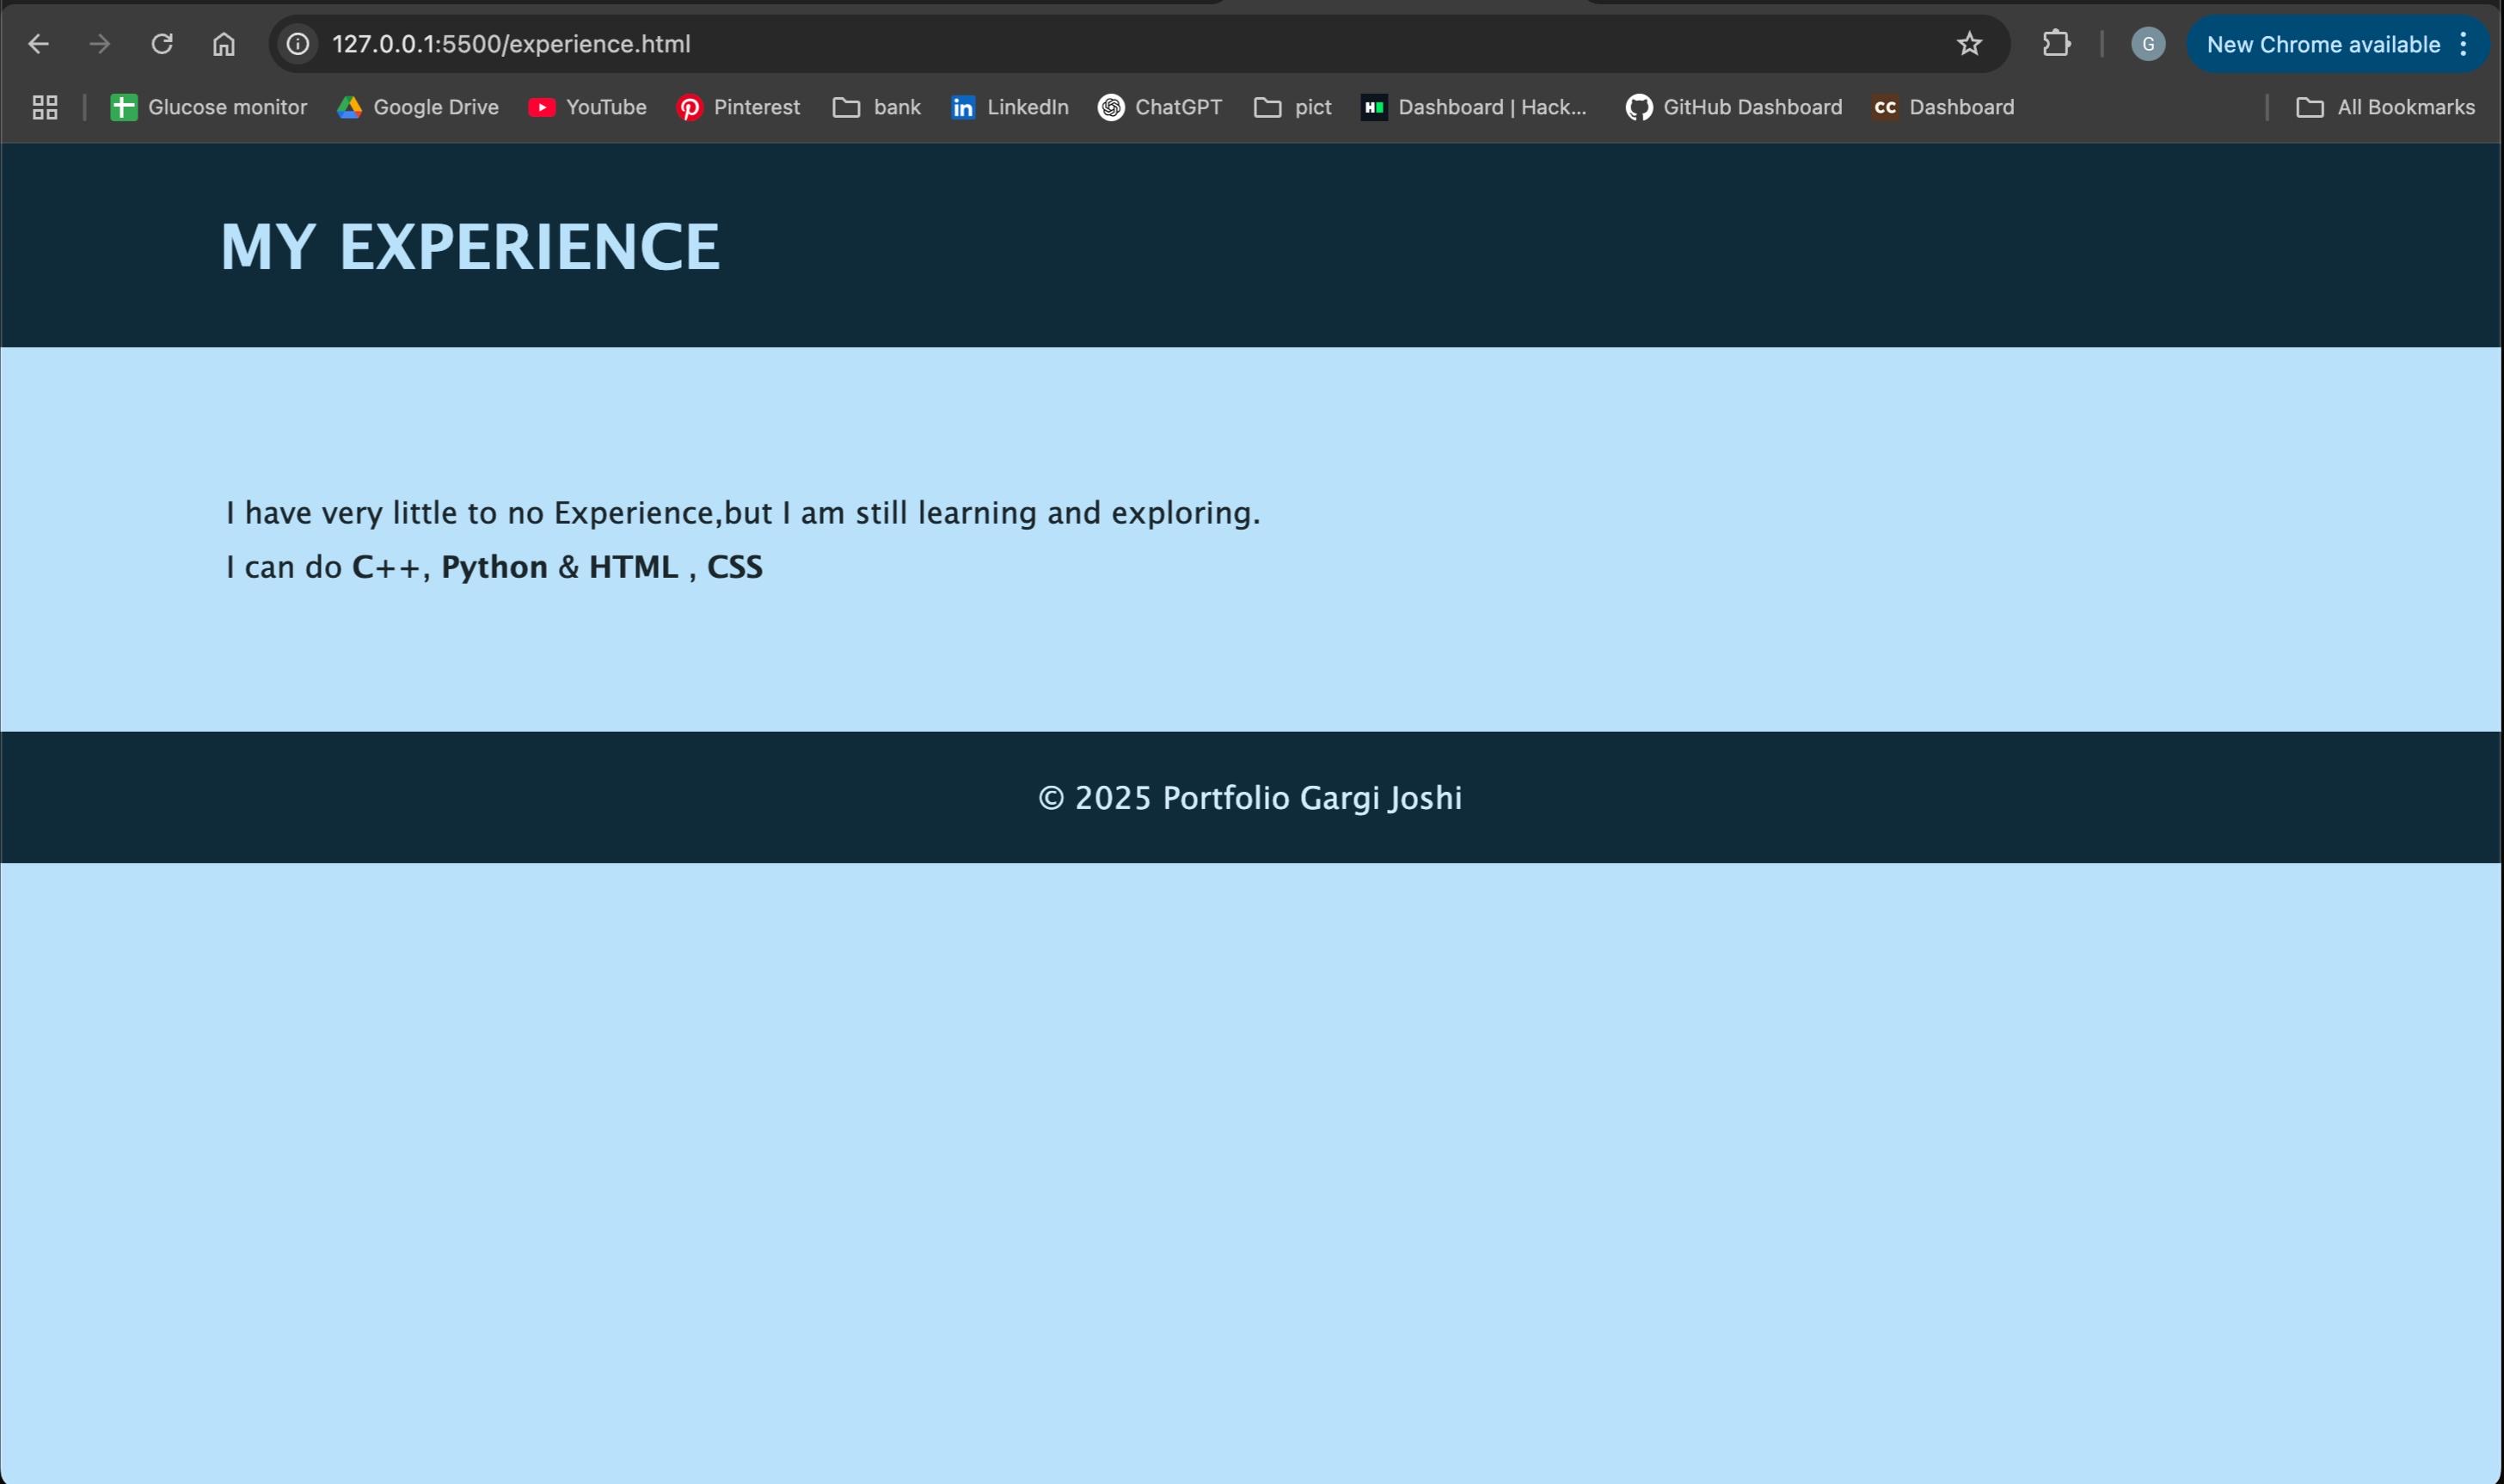 127.0.0.1:5500/experience.html
G
New Chrome available
Glucose monitor
Google Drive
YouTube
Pinterest
bank
in
LinkedIn
ChatGPT
pict
H
Dashboard | Hack...
GitHub Dashboard
CC
Dashboard
All Bookmarks
MY EXPERIENCE
I have very little to no Experience,but I am still learning and exploring.
I can do C++, Python & HTML , CSS
© 2025 Portfolio Gargi Joshi